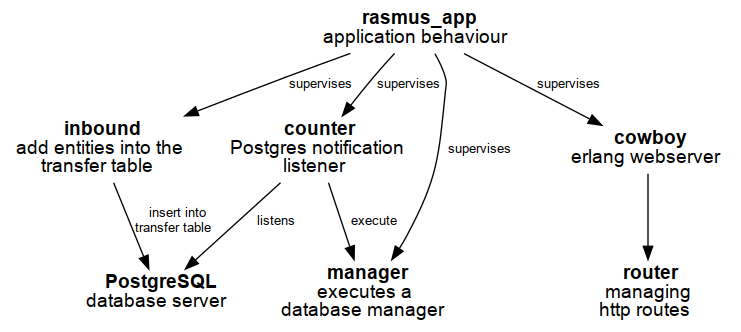 rasmus_app
application behaviour
supervises
supervises
supervises
inbound
add entities into the
transfer table
counter
Postgres notification
listener
supervises
cowboy
erlang webserver
insert into
transfer table
listens
execute
PostgreSQL
database server
manager
executes a
database manager
router
managing
http routes